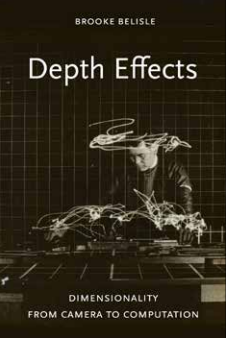 BROOKE BELISLE
Depth Effects
DIMENSIONALITY
FROM CAMERA TO COMPUTATION